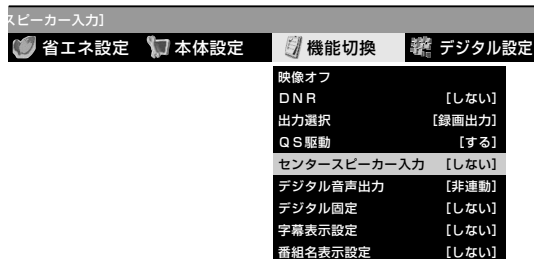 スピーカー入力]
省エネ設定 本体設定 機能切換 デジタル設定
映像オフ
DNR [しない]
出力選択 [録画出力]
QS駆動 [する]
センタースピーカー入力 [しない]
デジタル音声出力 [非連動]
デジタル固定 [しない]
字幕表示設定 [しない]
番組名表示設定 [しない]